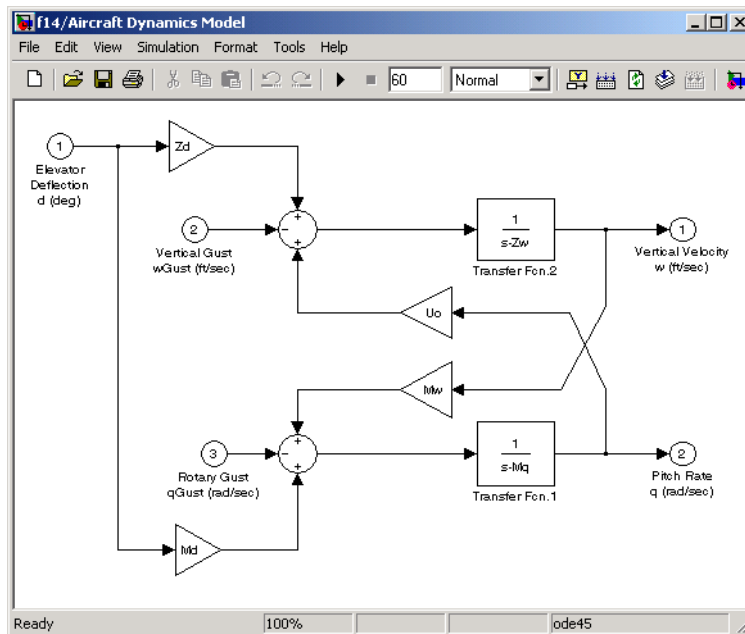 f14/Aircraft Dynamics Model
File Edit View Simulation Format Tools Help
60 Normal
1
Elevator
Deflection
d (deg)
Zd
+
-
+
2
Vertical Gust
wGust (ft/sec)
1
s-Zw
Transfer Fcn.2
1
Vertical Velocity
w (ft/sec)
Uo
Mw
+
-
+
3
Rotary Gust
qGust (rad/sec)
1
s-Mq
Transfer Fcn.1
2
Pitch Rate
q (rad/sec)
Md
Ready 100% ode45